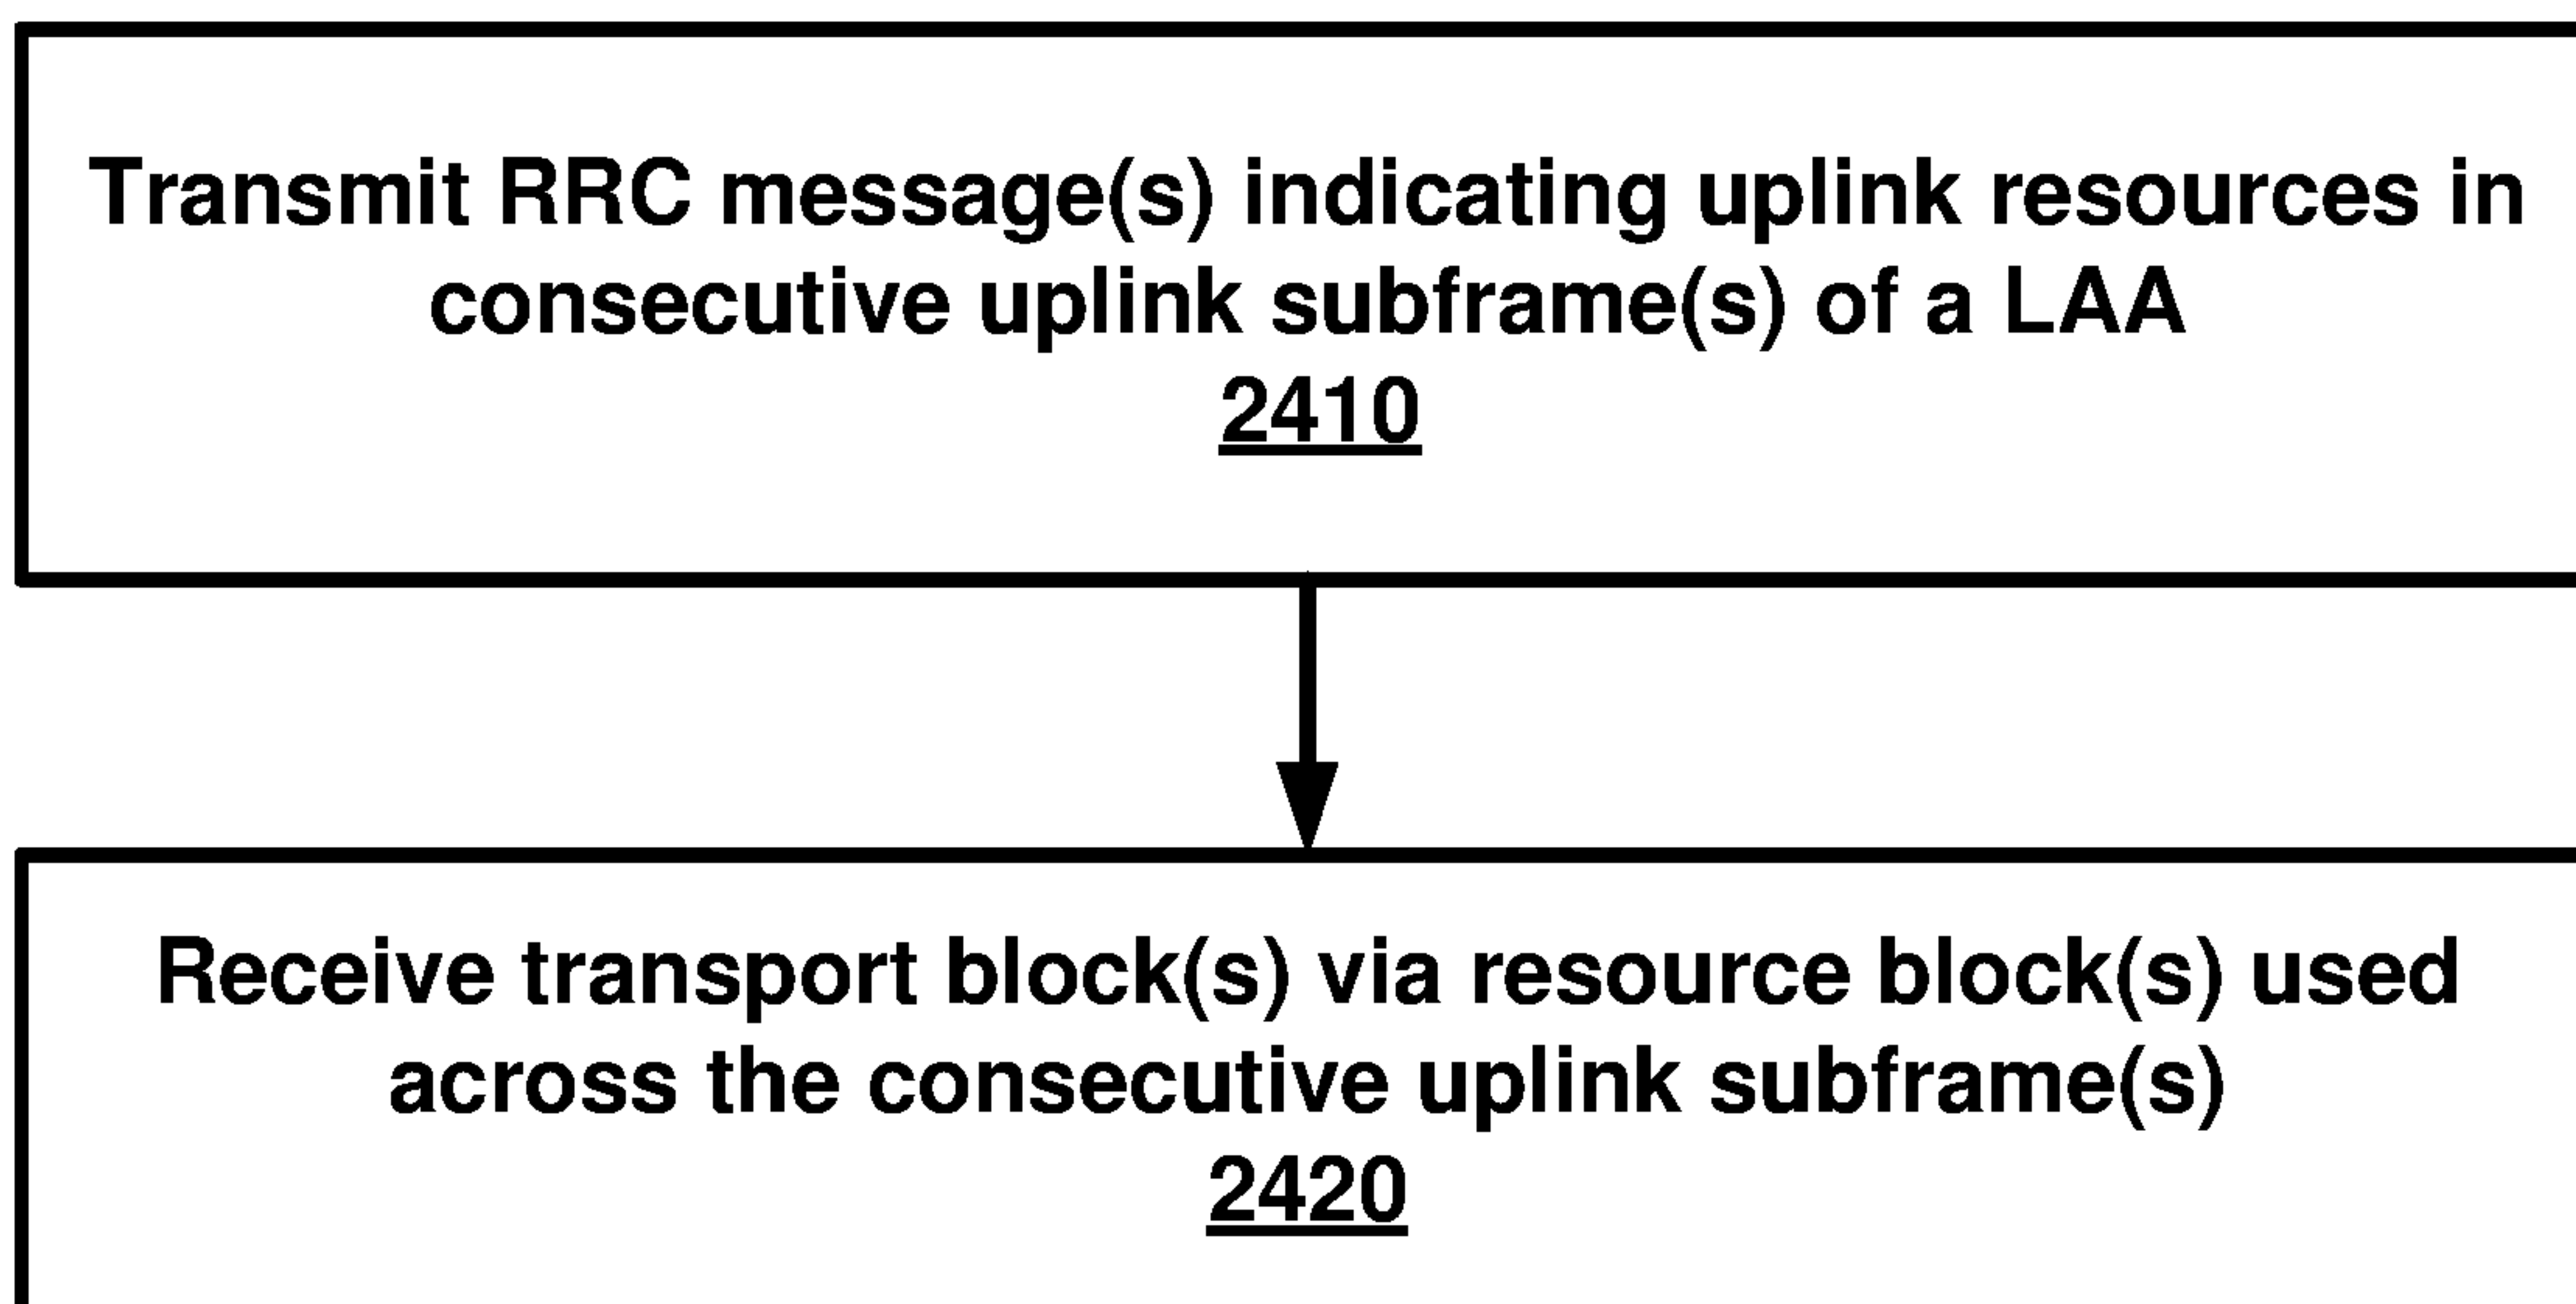 Transmit RRC message(s) indicating uplink resources in
consecutive uplink subframe(s) of a LAA
2410
Receive transport block(s) via resource block(s) used
across the consecutive uplink subframe(s)
2420